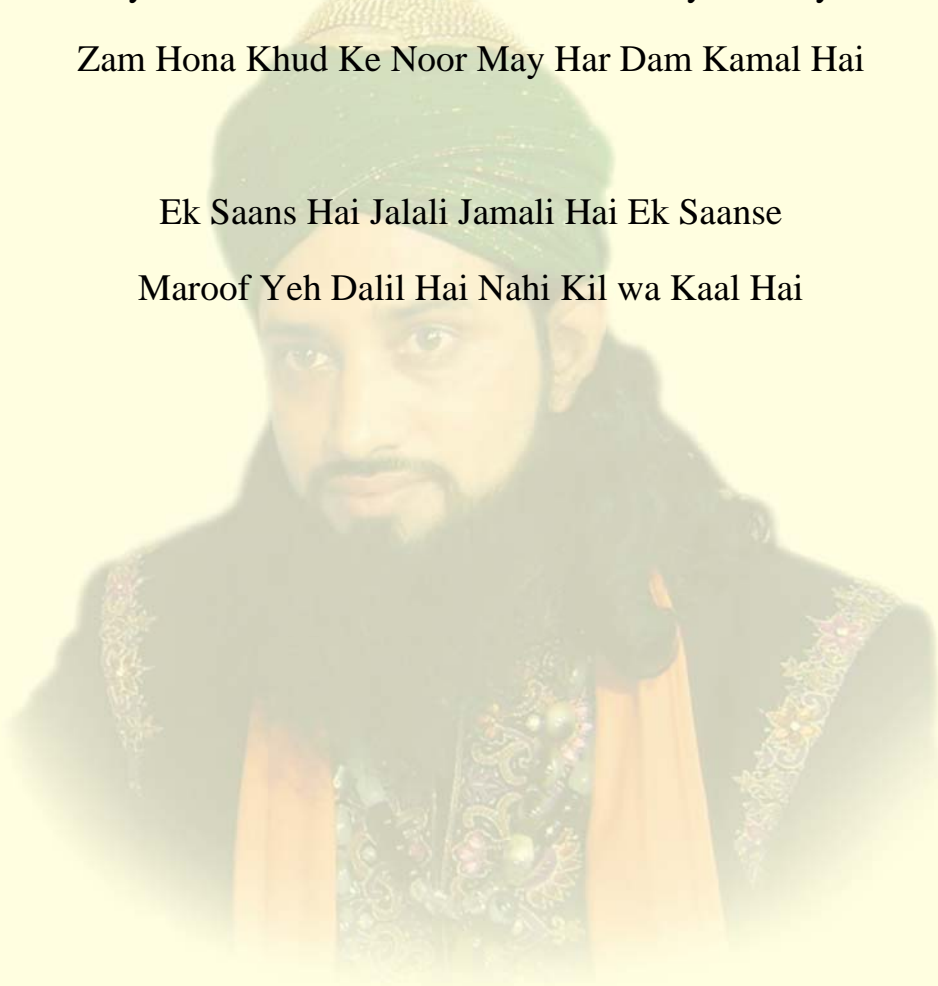 Zam Hona Khud Ke Noor May Har Dam Kamal Hai
Ek Saans Hai Jalali Jamali Hai Ek Saanse
Maroof Yeh Dalil Hai Nahi Kil wa Kaal Hai